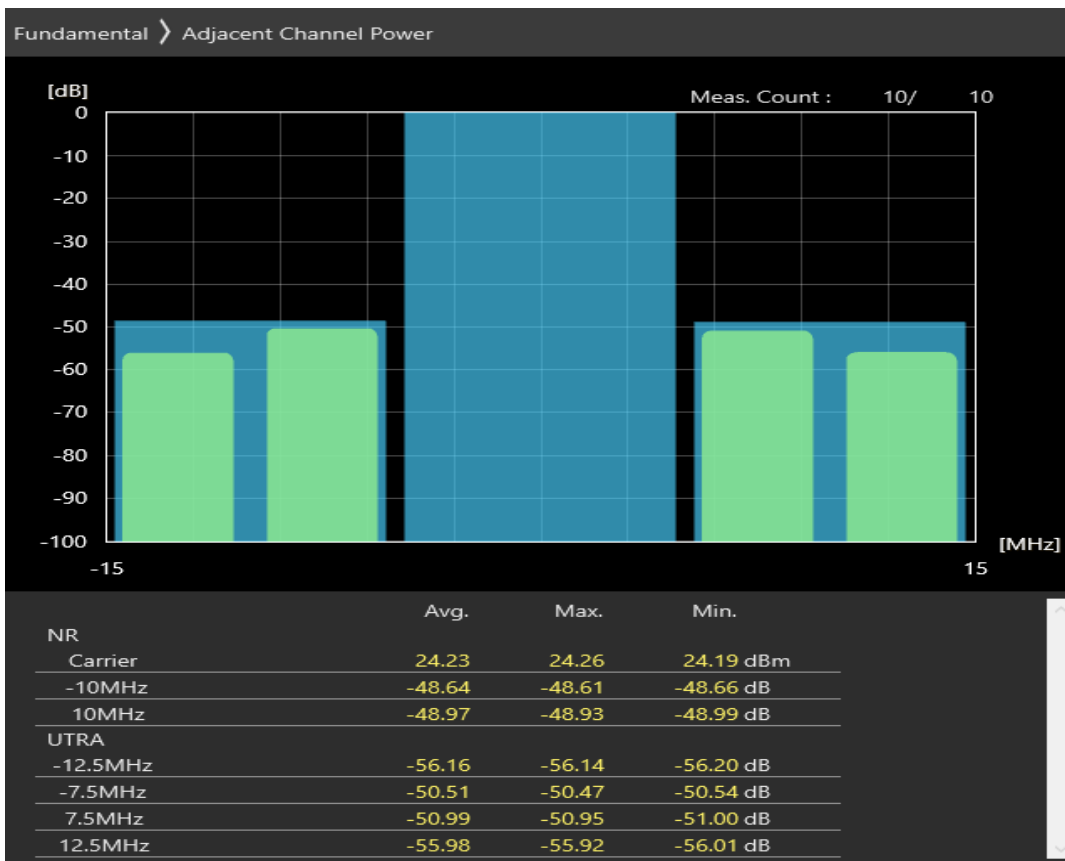 Fundamental 〉 Adjacent Channel Power
[dB]
Meas. Count : 10/ 10
0
-10
-20
-30
-40
-50
-60
-70
-80
-90
-100
[MHz]
-15 15
Avg. Max. Min.
NR
Carrier 24.23 24.26 24.19 dBm
-10MHz -48.64 -48.61 -48.66 dB
10MHz -48.97 -48.93 -48.99 dB
UTRA
-12.5MHz -56.16 -56.14 -56.20 dB
-7.5MHz -50.51 -50.47 -50.54 dB
7.5MHz -50.99 -50.95 -51.00 dB
12.5MHz -55.98 -55.92 -56.01 dB